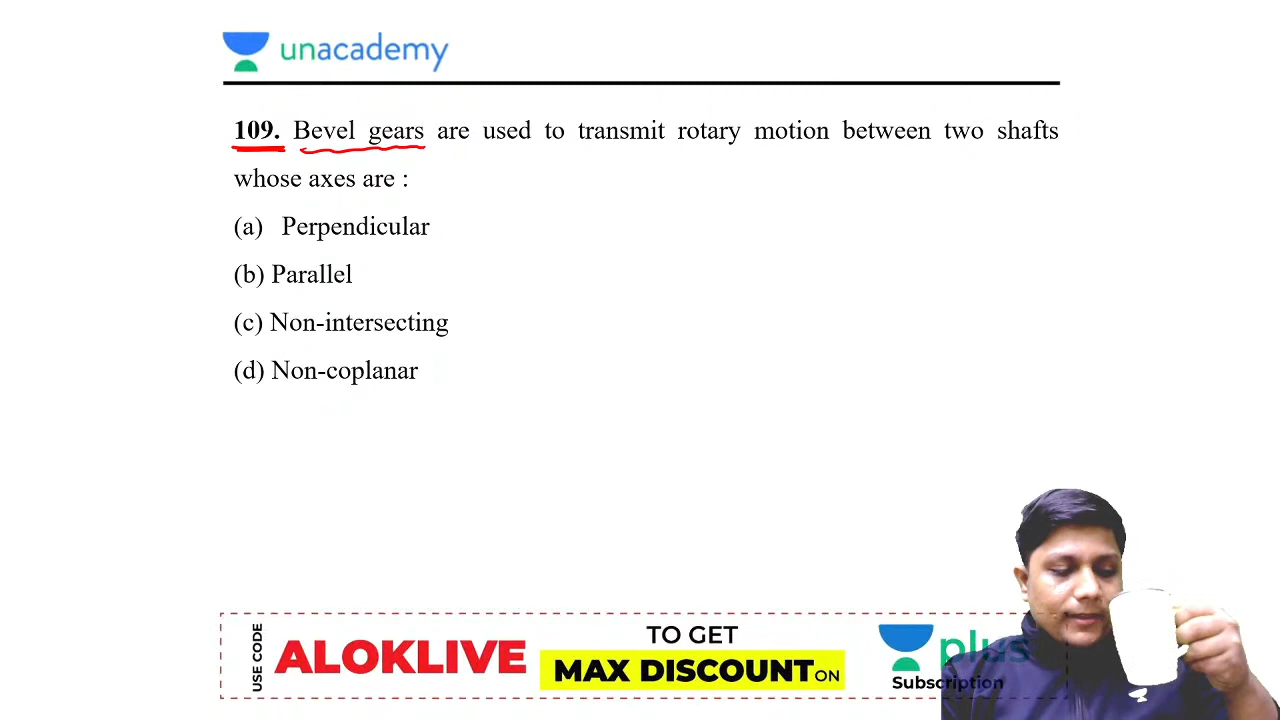 unacademy
109. Bevel gears are used to transmit rotary motion between two shafts
whose axes are :
(a) Perpendicular
(b) Parallel
(c) Non-intersecting
(d) Non-coplanar
USE CODE
ALOKLIVE
TO GET
MAX DISCOUNT ON
plus
Subscription